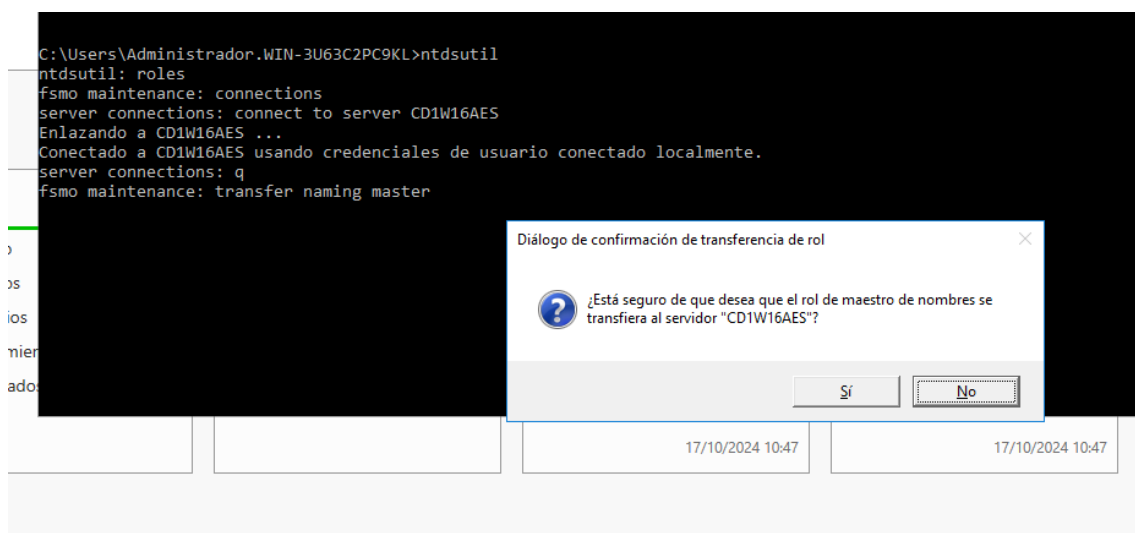 C:\Users\Administrador.WIN-3U63C2PC9KL>ntdsutil
ntdsutil: roles
fsmo maintenance: connections
server connections: connect to server CD1W16AES
Enlazando a CD1W16AES ...
Conectado a CD1W16AES usando credenciales de usuario conectado localmente.
server connections: q
fsmo maintenance: transfer naming master
Diálogo de confirmación de transferencia de rol
¿Está seguro de que desea que el rol de maestro de nombres se
transfiera al servidor "CD1W16AES"?
Sí No
17/10/2024 10:47 17/10/2024 10:47